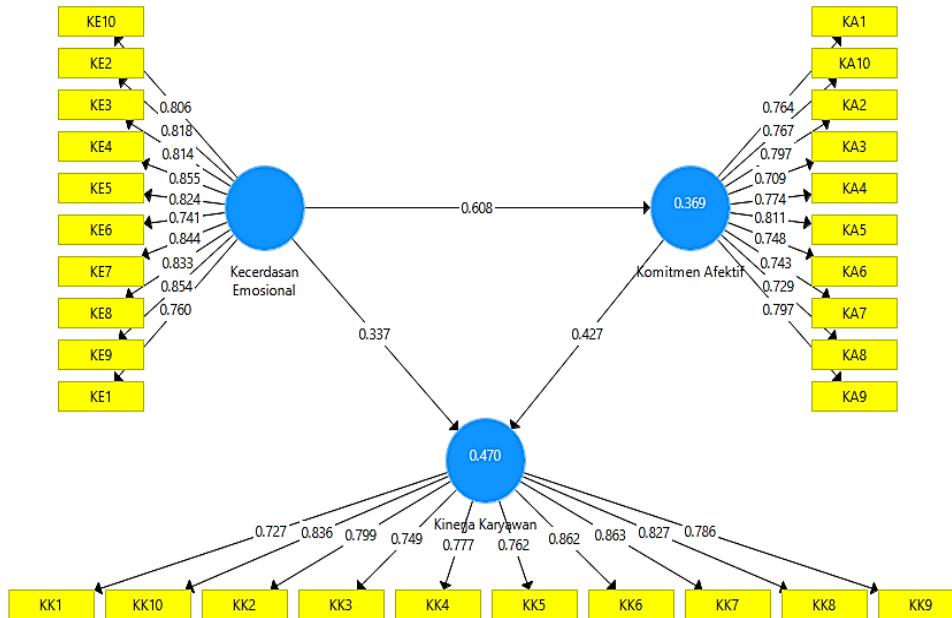 KE10
KE2
KE3
KE4
KE5
KE6
KE7
KE8
KE9
KE1
0.806
0.818
0.814
0.855
0.824
0.741
0.844
0.833
0.854
0.760
Kecerdasan
Emosional
0.608
0.337
0.427
0.369
Komitmen Afektif
0.764
0.767
0.797
0.709
0.774
0.811
0.748
0.743
0.729
0.797
KA1
KA10
KA2
KA3
KA4
KA5
KA6
KA7
KA8
KA9
0.470
Kinerja Karyawan
0.727
0.836
0.799
0.749
0.777
0.762
0.862
0.863
0.827
0.786
KK1
KK10
KK2
KK3
KK4
KK5
KK6
KK7
KK8
KK9